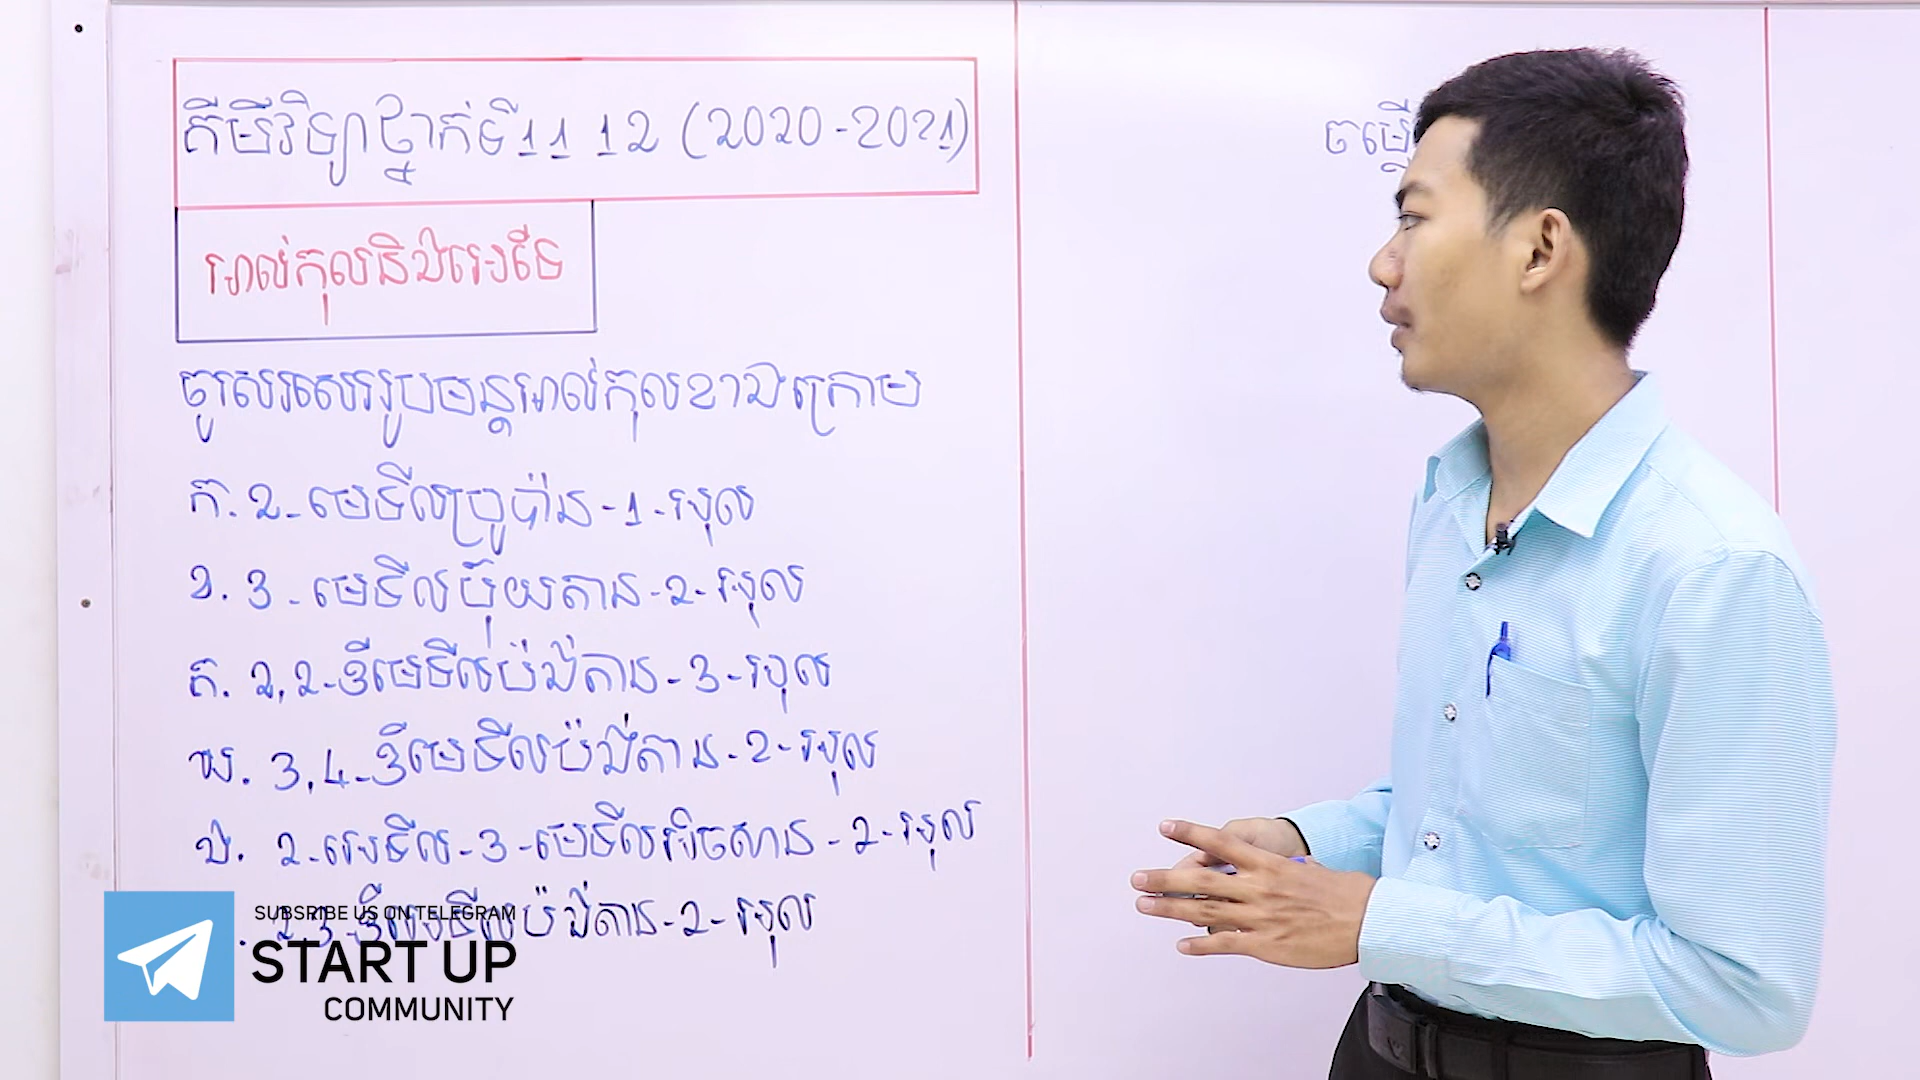 គីមីវិទ្យាថ្នាក់ទី11 12 (2020-2021)
អាល់កុលនិងអេទែ
ចូរសរសេររូបមន្តអាល់កុលខាងក្រោម
ក. 2-មេទីលប្រូប៉ាន-1-អុល
ខ. 3-មេទីលប៊ុយតាន-2-អុល
គ. 2,2-ឌីមេទីលប៉ង់តាន-3-អុល
ឃ. 3,4-ឌីមេទីលប៉ង់តាន-2-អុល
ង. 2-អេទីល-3-មេទីលអិចសាន-2-អុល
2,3-ឌីអេទីលប៉ង់តាន-2-អុល
SUBSRIBE US ON TELEGRAM
START UP
COMMUNITY